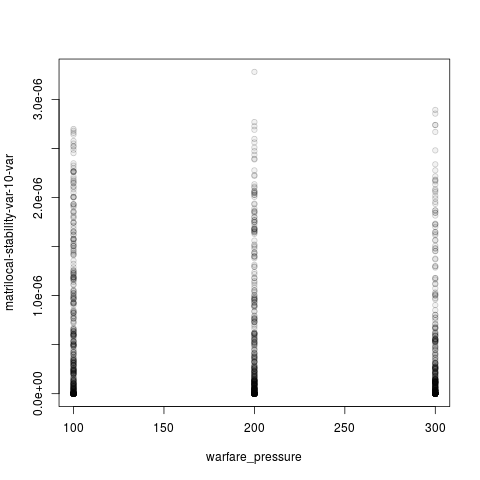 matrilocal-stability-var-10-var
3.0e-06
2.0e-06
1.0e-06
0.0e+00
100
150
200
250
300
warfare_pressure